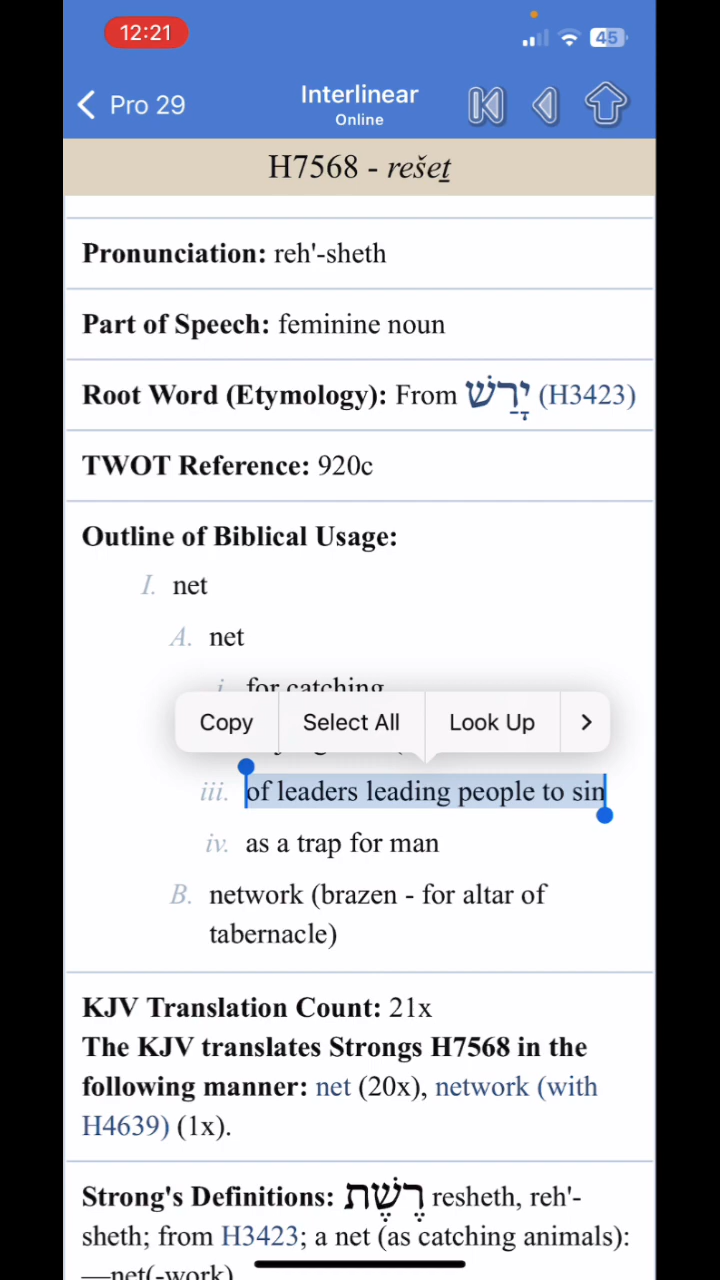 12:21
45
Pro 29
Interlinear
Online
H7568 - rešeṯ
Pronunciation: reh'-sheth
Part of Speech: feminine noun
Root Word (Etymology): From יָרַשׁ (H3423)
TWOT Reference: 920c
Outline of Biblical Usage:
I. net
A. net
i. for catching
Copy Select All Look Up
iii. of leaders leading people to sin
iv. as a trap for man
B. network (brazen - for altar of
tabernacle)
KJV Translation Count: 21x
The KJV translates Strongs H7568 in the
following manner: net (20x), network (with
H4639) (1x).
Strong's Definitions: רֶשֶׁת resheth, reh'-
sheth; from H3423; a net (as catching animals):
—net(-work)